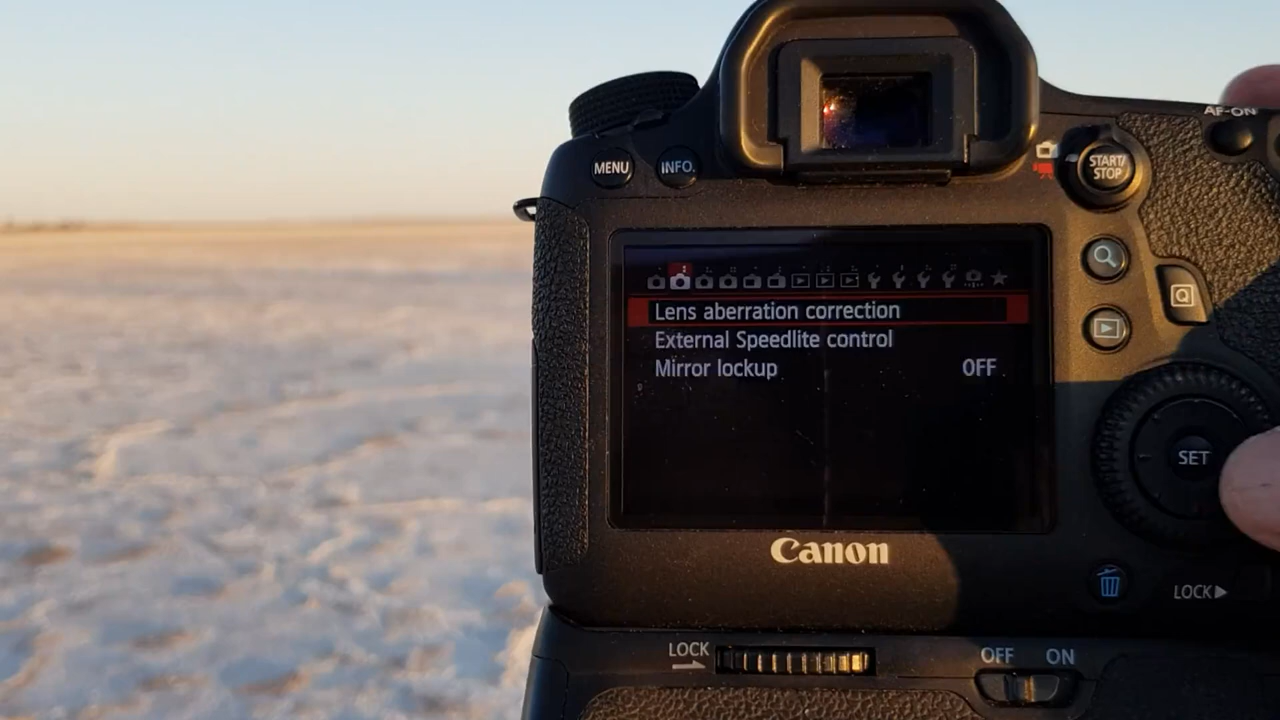 AF-ON
MENU
INFO.
START/
STOP
Q
Lens aberration correction
External Speedlite control
Mirror lockup OFF
SET
Canon
LOCK▶
LOCK
OFF ON